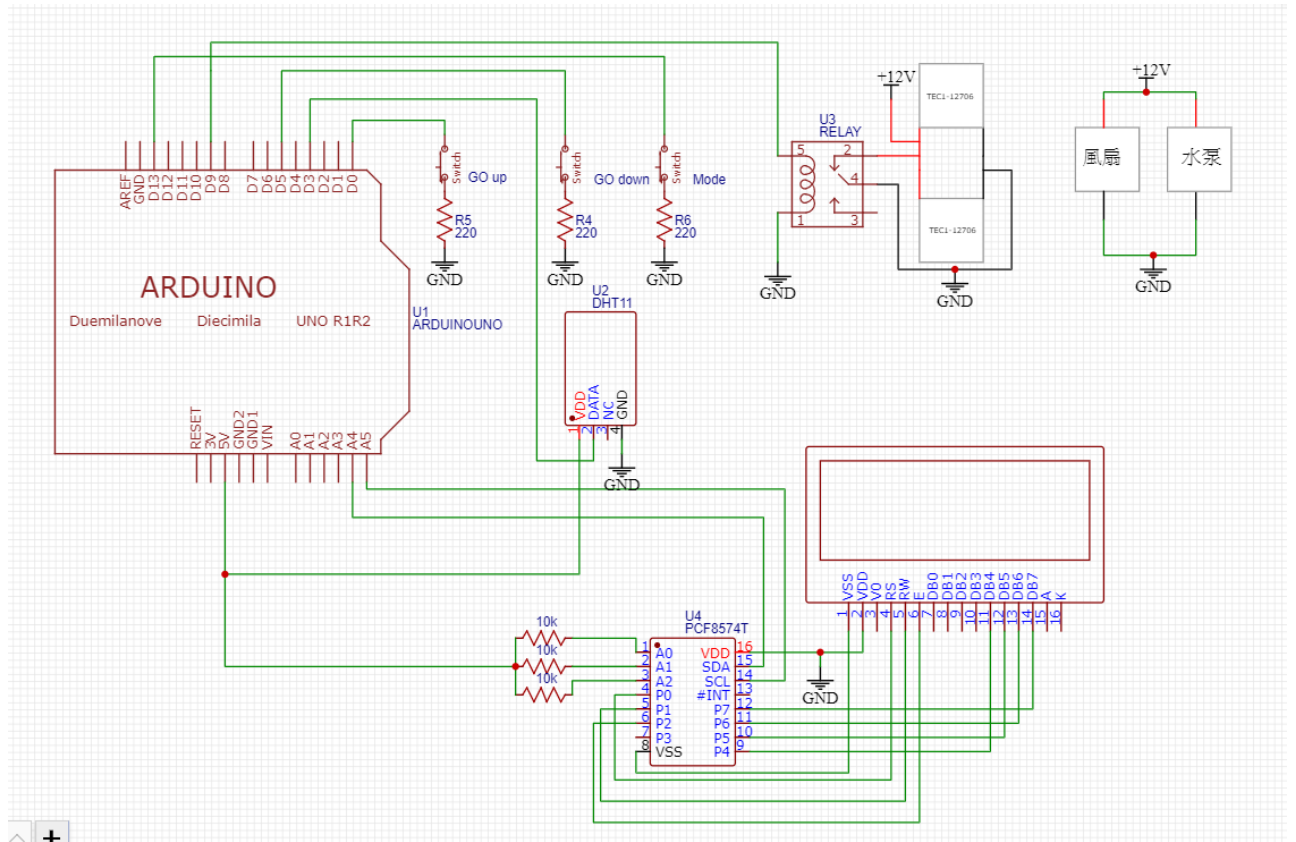 AREF
GND
D13
D12
D11
D10
D9
D8
D7
D6
D5
D4
D3
D2
D1
D0
ARDUINO
Duemilanove Diecimila UNO R1R2
U1
ARDUINOUNO
RESET
3V
5V
GND2
GND1
VIN
A0
A1
A2
A3
A4
A5
Switch
GO up
R5
220
GND
Switch
GO down
R4
220
GND
Switch
Mode
R6
220
GND
U3
RELAY
5
2
4
1
3
GND
+12V
TEC1-12706
TEC1-12706
GND
+12V
風扇
水泵
GND
U2
DHT11
VDD
DATA
NC
GND
1
2
3
4
GND
VSS
VDD
V0
RS
RW
E
DB0
DB1
DB2
DB3
DB4
DB5
DB6
DB7
A
K
1
2
3
4
5
6
7
8
9
10
11
12
13
14
15
16
10k
10k
10k
U4
PCF8574T
1 A0
2 A1
3 A2
4 P0
5 P1
6 P2
7 P3
8 VSS
VDD 16
SDA 15
SCL 14
#INT 13
P7 12
P6 11
P5 10
P4 9
GND